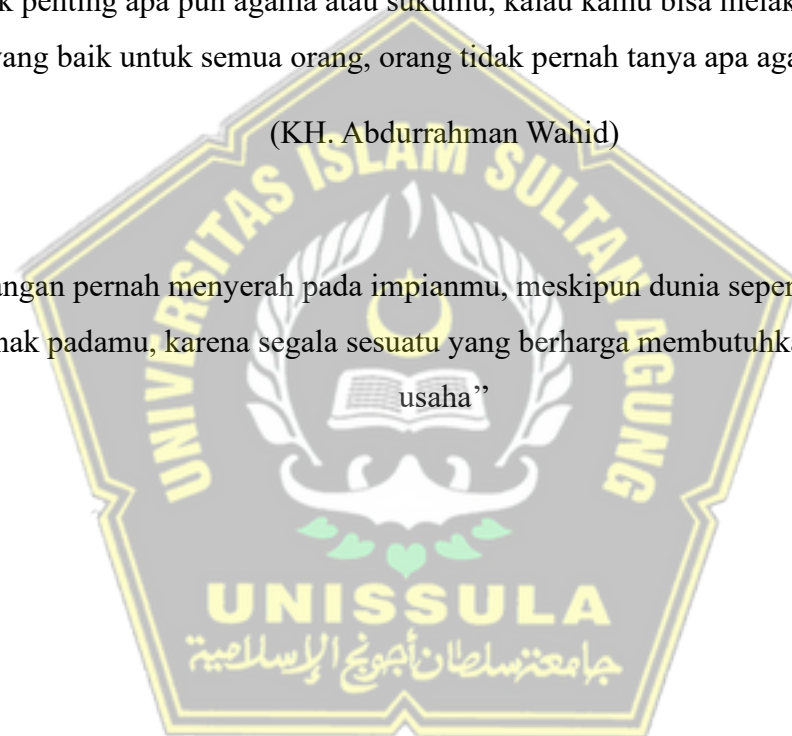 penting apa pun agama atau sukumu, kalau kamu bisa
yang baik untuk semua orang, orang tidak pernah tanya apa
(KH. Abdurrahman Wahid)
UNIVERSITAS ISLAM SULTAN AGUNG
pernah menyerah pada impianmu, meskipun dunia
padamu, karena segala sesuatu yang berharga
usaha”
UNISSULA
جامعة سلطان أجونج الإسلامية